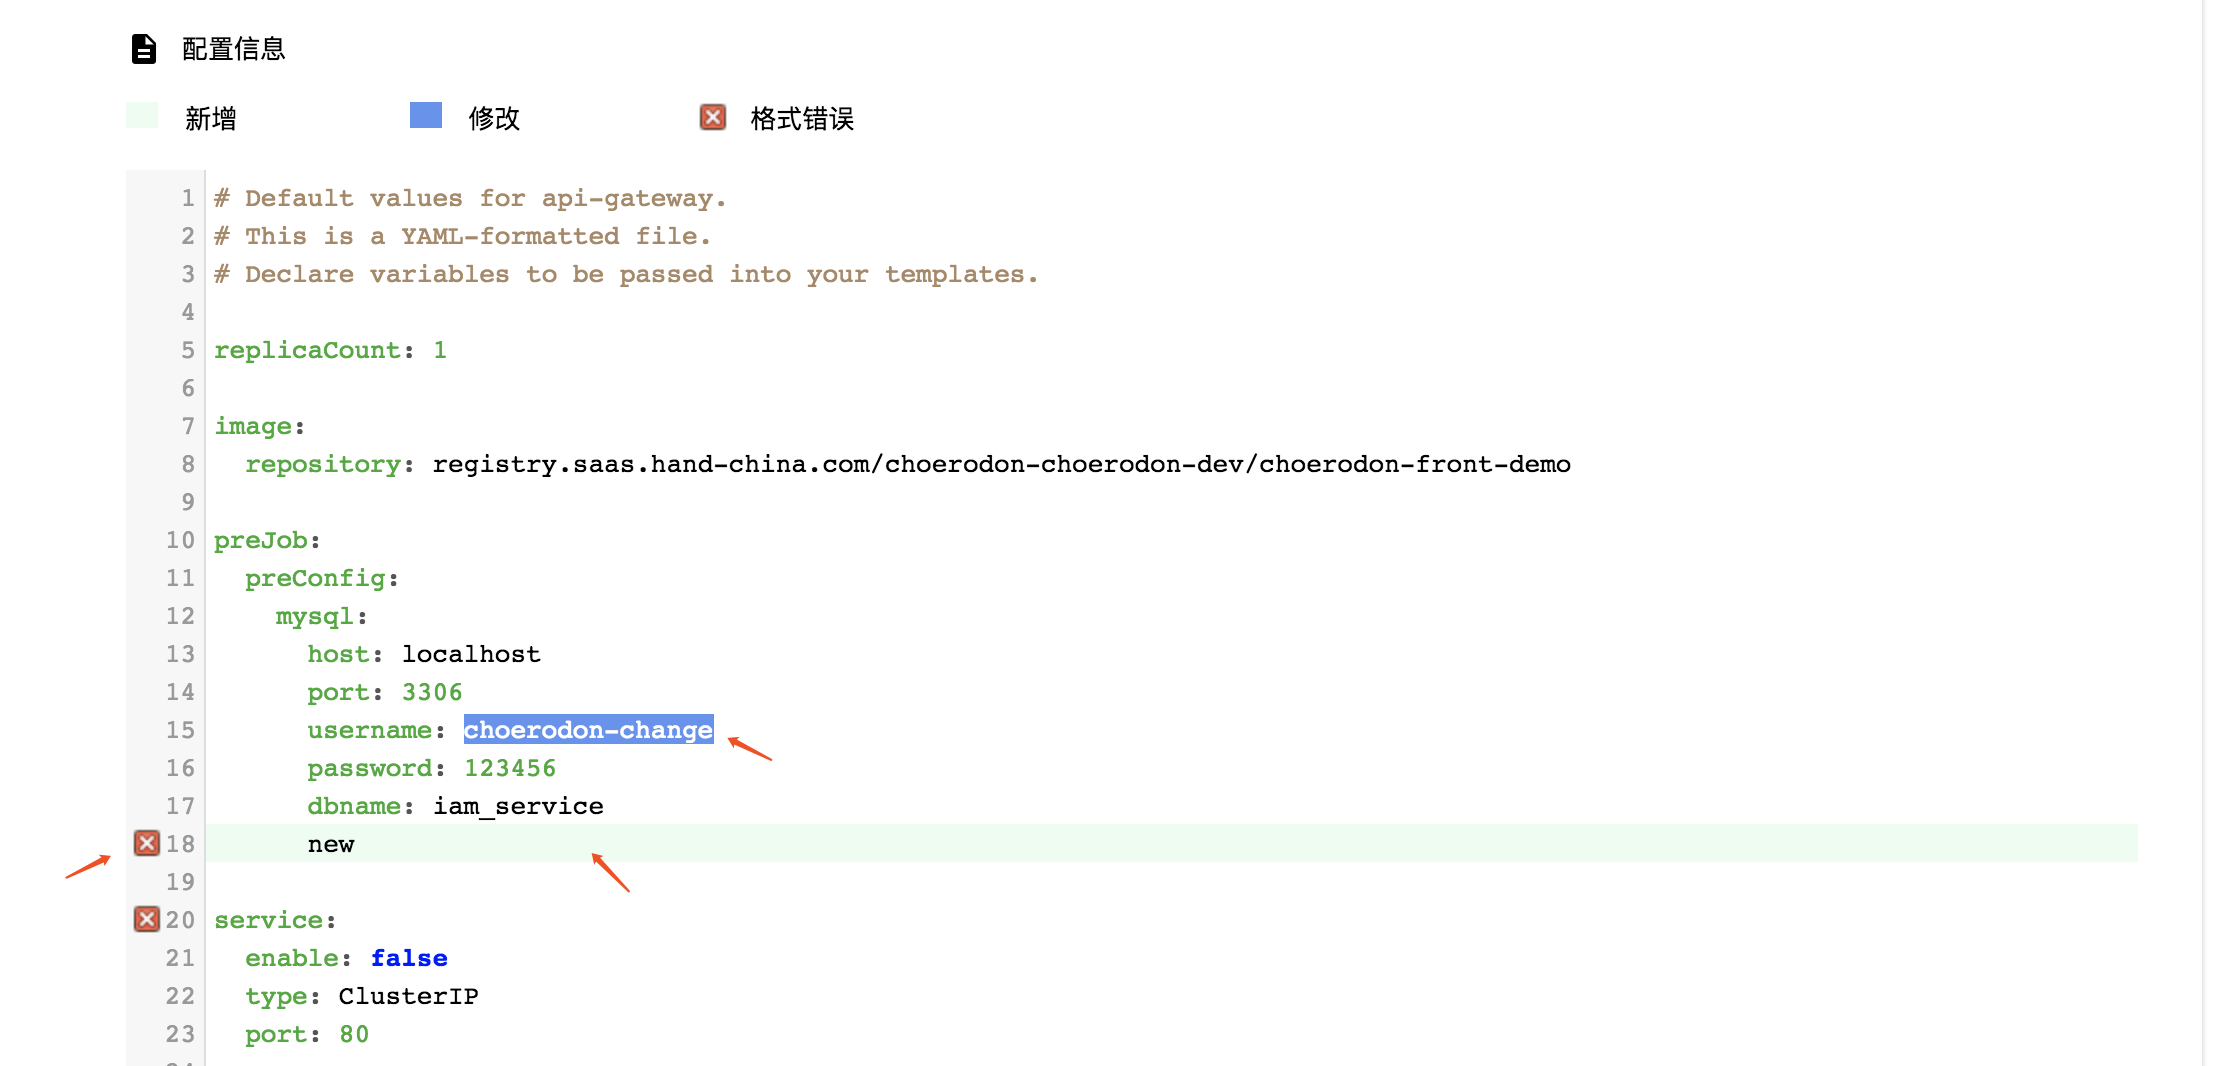 配置信息
新增 修改 格式错误
1 # Default values for api-gateway.
2 # This is a YAML-formatted file.
3 # Declare variables to be passed into your templates.
4
5 replicaCount: 1
6
7 image:
8   repository: registry.saas.hand-china.com/choerodon-choerodon-dev/choerodon-front-demo
9
10 preJob:
11   preConfig:
12     mysql:
13       host: localhost
14       port: 3306
15       username: choerodon-change
16       password: 123456
17       dbname: iam_service
18       new
19
20 service:
21   enable: false
22   type: ClusterIP
23   port: 80